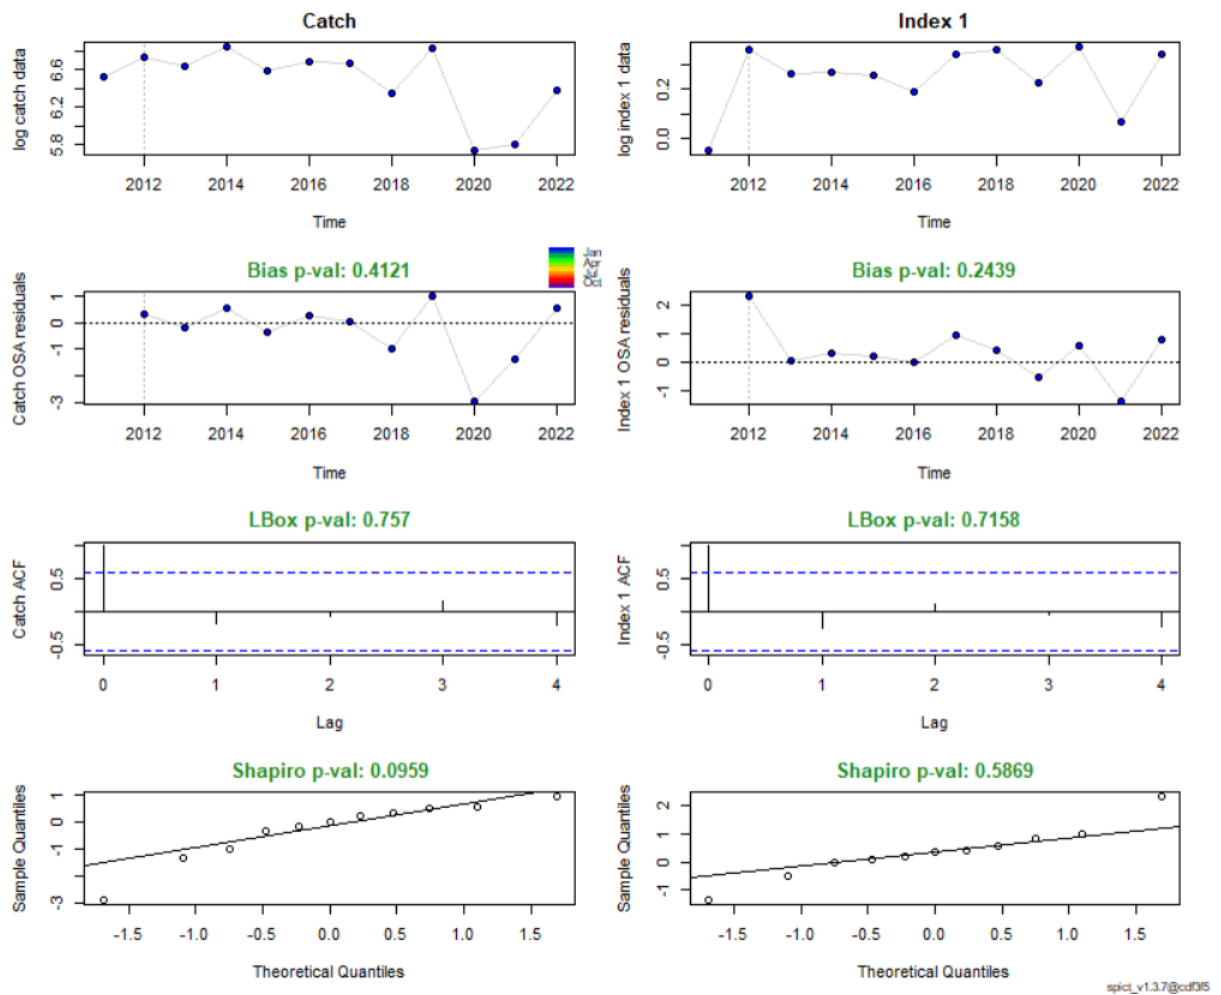 Catch
log catch data
5.8 6.2 6.6
2012 2014 2016 2018 2020 2022
Time
Index 1
log index 1 data
0.0 0.2
2012 2014 2016 2018 2020 2022
Time
Bias p-val: 0.4121
Jan
Apr
Oct
Catch OSA residuals
-3 -1 0 1
2012 2014 2016 2018 2020 2022
Time
Bias p-val: 0.2439
Index 1 OSA residuals
-1 0 1 2
2012 2014 2016 2018 2020 2022
Time
LBox p-val: 0.757
Catch ACF
-0.5 0.5
0 1 2 3 4
Lag
LBox p-val: 0.7158
Index 1 ACF
-0.5 0.5
0 1 2 3 4
Lag
Shapiro p-val: 0.0959
Sample Quantiles
-3 -1 0 1
-1.5 -1.0 -0.5 0.0 0.5 1.0 1.5
Theoretical Quantiles
Shapiro p-val: 0.5869
Sample Quantiles
-1 0 1 2
-1.5 -1.0 -0.5 0.0 0.5 1.0 1.5
Theoretical Quantiles